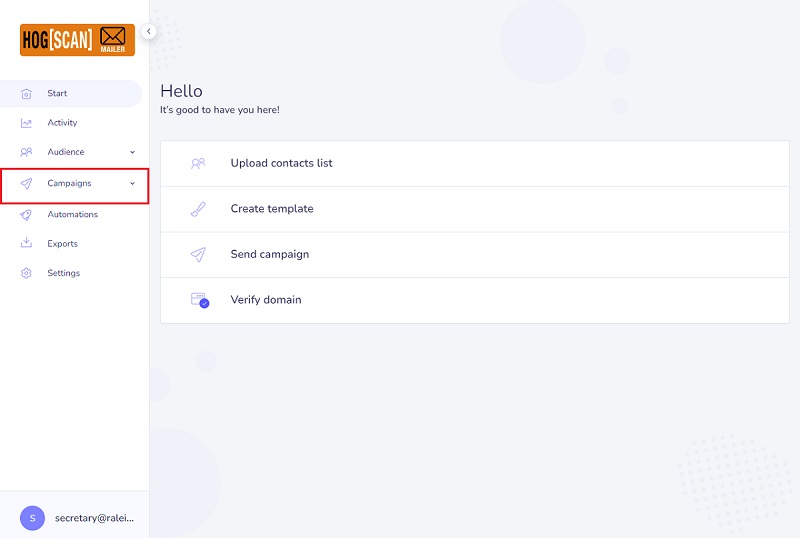 HOG[SCAN]
MAILER
Start
Activity
Audience
Campaigns
Automations
Exports
Settings
S
secretary@ralei...
Hello
It's good to have you here!
Upload contacts list
Create template
Send campaign
Verify domain